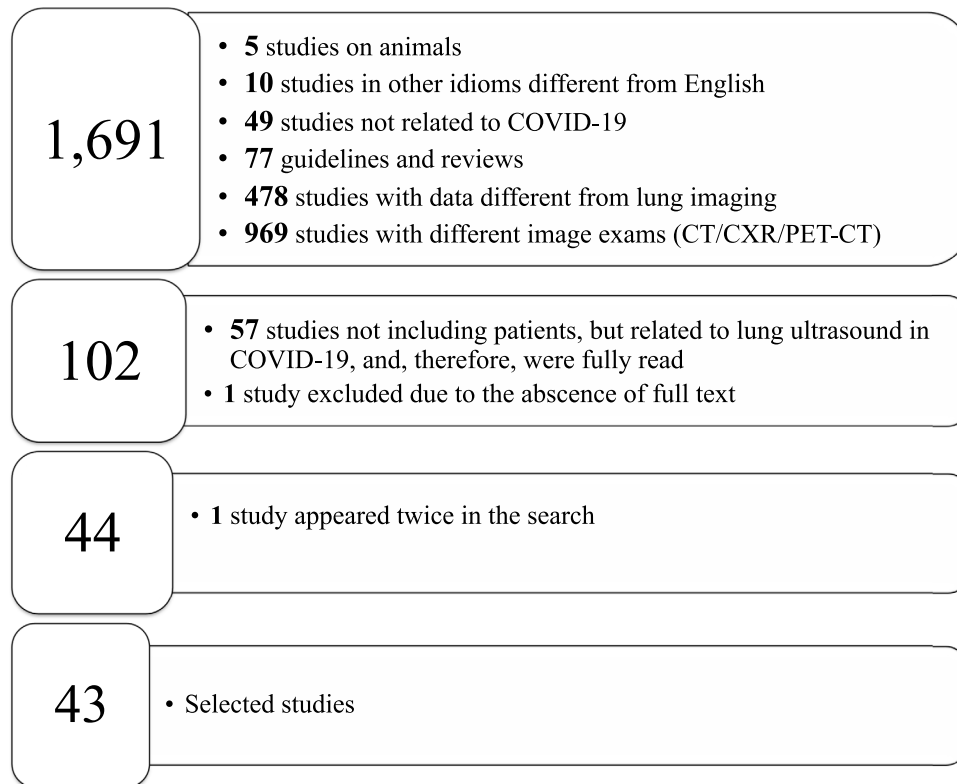 1,691
• 5 studies on animals
• 10 studies in other idioms different from English
• 49 studies not related to COVID-19
• 77 guidelines and reviews
• 478 studies with data different from lung imaging
• 969 studies with different image exams (CT/CXR/PET-CT)
102
• 57 studies not including patients, but related to lung ultrasound in
COVID-19, and, therefore, were fully read
• 1 study excluded due to the abscence of full text
44
• 1 study appeared twice in the search
43
• Selected studies